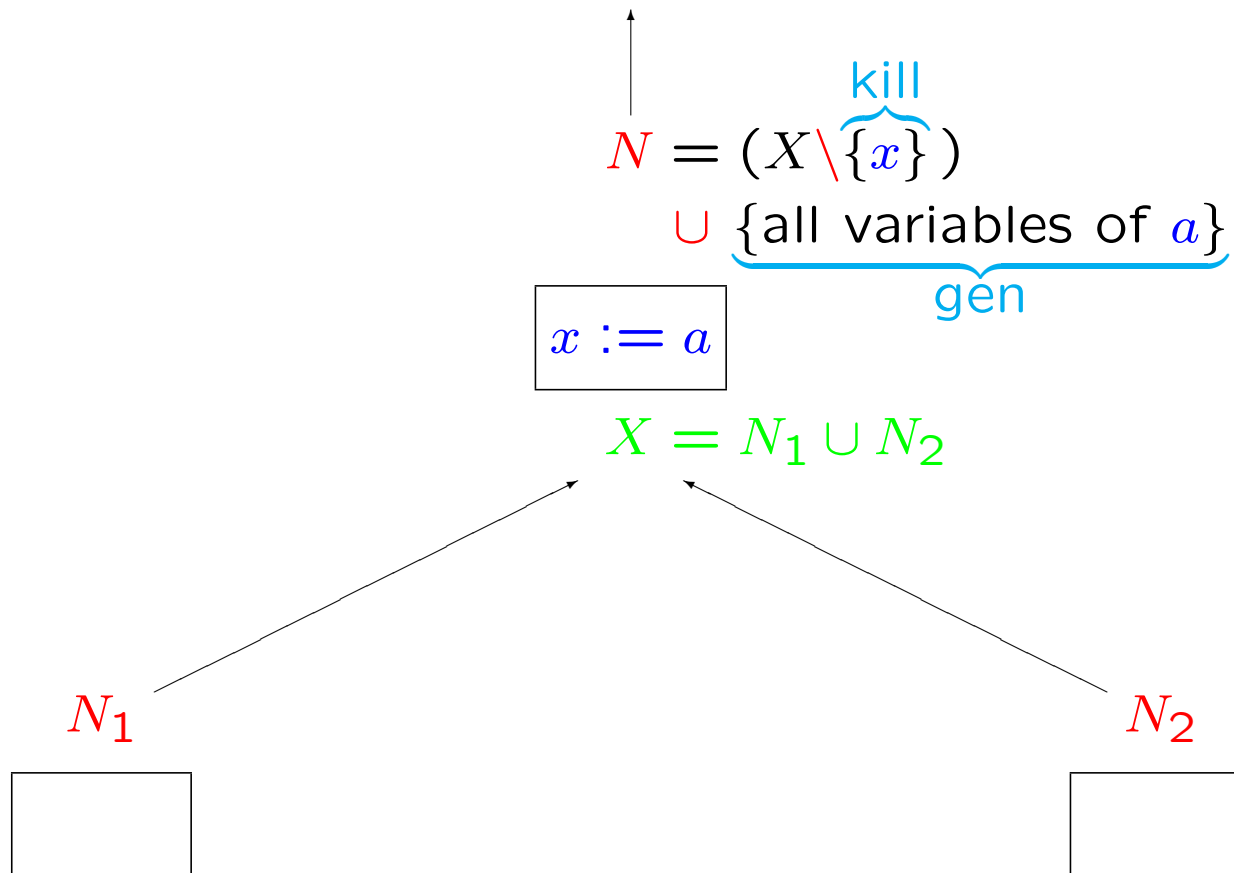 kill
N = (X\{x})
∪ {all variables of a}
gen
x := a
X = N₁ ∪ N₂
N₁
N₂